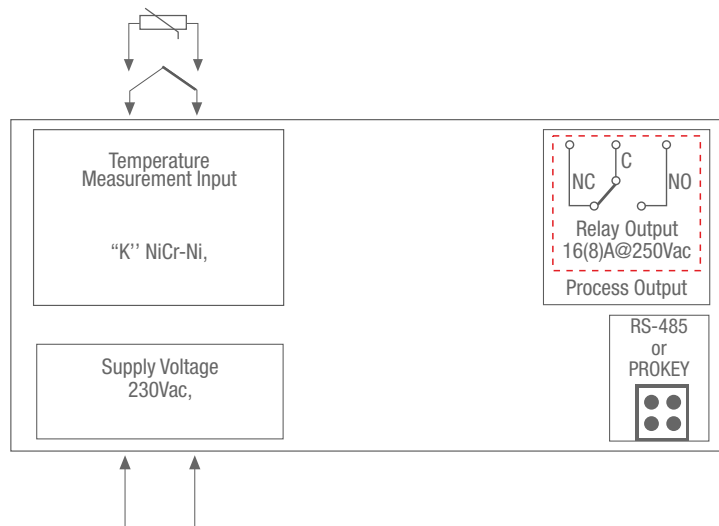 Temperature
Measurement Input
“K’’ NiCr-Ni,
Supply Voltage
230Vac,
C
NC
NO
Relay Output
16(8)A@250Vac
Process Output
RS-485
or
PROKEY